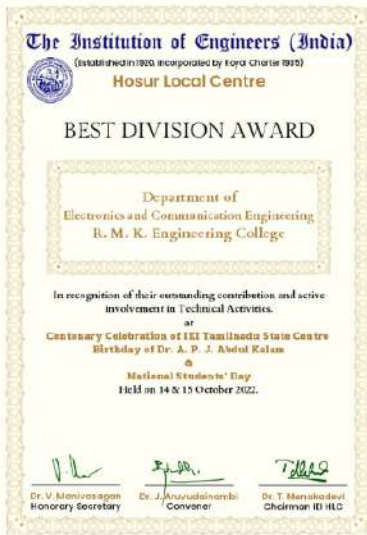 The Institution of Engineers (India)
(Established in 1920, Incorporated by Royal Charter 1935)
Hosur Local Centre
BEST DIVISION AWARD
Department of
Electronics and Communication Engineering
R. M. K. Engineering College
In recognition of their outstanding contribution and active
involvement in Technical Activities.
at
Centenary Celebration of IEI Tamilnadu State Centre
Birthday of Dr. A. P. J. Abdul Kalam
&
National Students' Day
Held on 14 & 15 October 2022.
Dr. V. Manivasagan
Honorary Secretary
Dr. J. Aruvudainambi
Convener
Dr. T. Menakadevi
Chairman IEI HLC